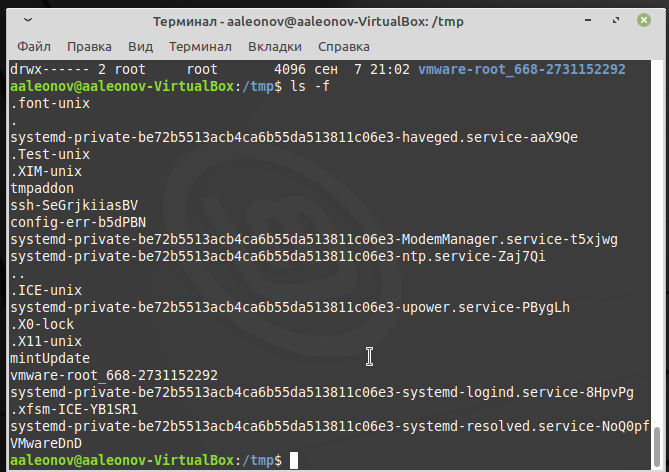 Терминал - aaleonov@aaleonov-VirtualBox: /tmp
Файл Правка Вид Терминал Вкладки Справка
drwx------ 2 root     root       4096 сен  7 21:02 vmware-root_668-2731152292
aaleonov@aaleonov-VirtualBox:/tmp$ ls -f
.font-unix
.
systemd-private-be72b5513acb4ca6b55da513811c06e3-haveged.service-aaX9Qe
.Test-unix
.XIM-unix
tmpaddon
ssh-SeGrjkiiasBV
config-err-b5dPBN
systemd-private-be72b5513acb4ca6b55da513811c06e3-ModemManager.service-t5xjwg
systemd-private-be72b5513acb4ca6b55da513811c06e3-ntp.service-Zaj7Qi
..
.ICE-unix
systemd-private-be72b5513acb4ca6b55da513811c06e3-upower.service-PBygLh
.X0-lock
.X11-unix
mintUpdate
vmware-root_668-2731152292
systemd-private-be72b5513acb4ca6b55da513811c06e3-systemd-logind.service-8HpvPg
.xfsm-ICE-YB1SR1
systemd-private-be72b5513acb4ca6b55da513811c06e3-systemd-resolved.service-NoQ0pf
VMwareDnD
aaleonov@aaleonov-VirtualBox:/tmp$